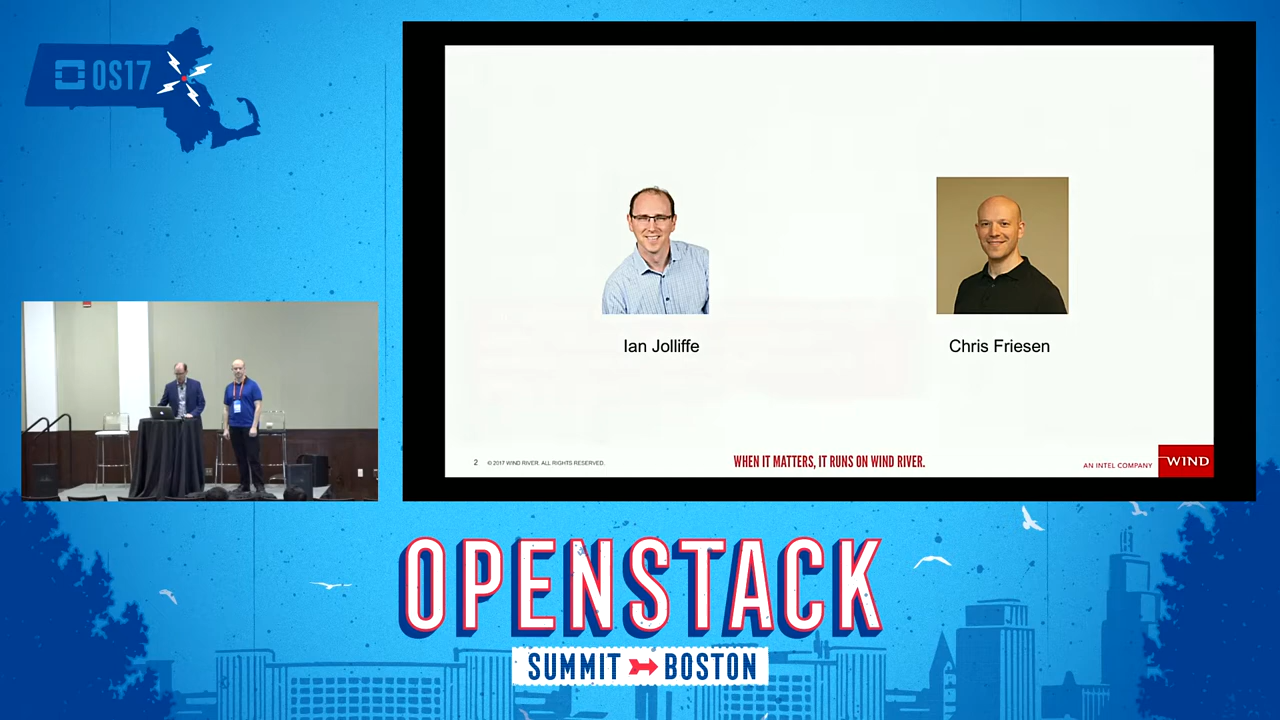 OS17
Ian Jolliffe
Chris Friesen
2
© 2017 WIND RIVER. ALL RIGHTS RESERVED.
WHEN IT MATTERS, IT RUNS ON WIND RIVER.
AN INTEL COMPANY
WIND
OPENSTACK
SUMMIT BOSTON